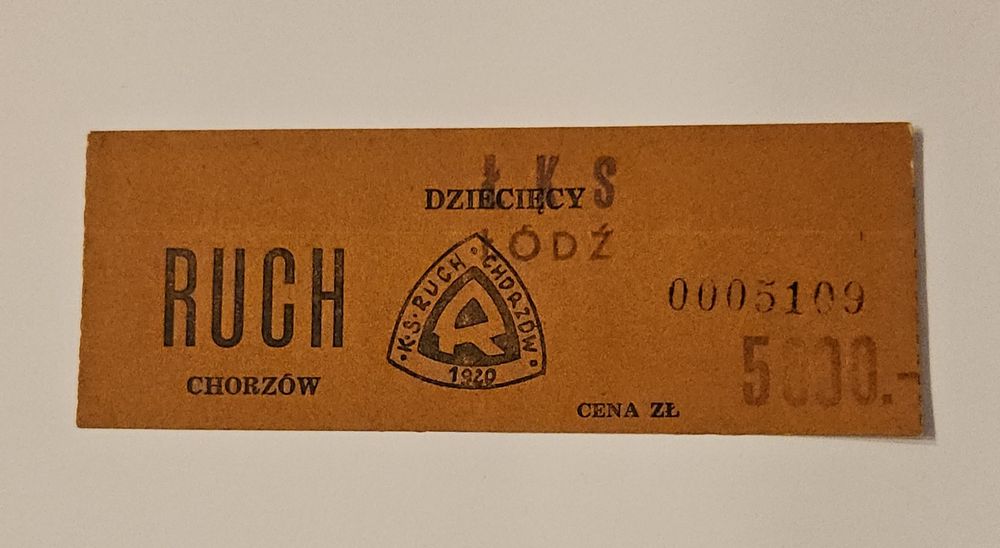 ŁKS
DZIECIĘCY
ŁÓDŹ
RUCH
CHORZÓW
K·S·RUCH·CHORZÓW
R
1920
0005109
5000.-
CENA ZŁ